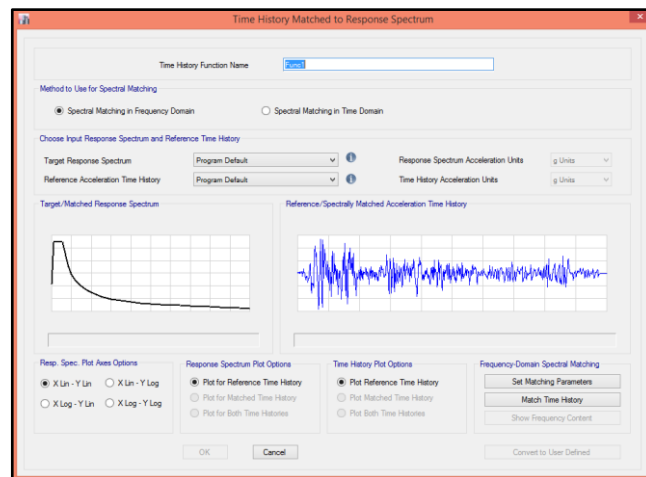 Time History Matched to Response Spectrum
Time History Function Name
Func1
Method to Use for Spectral Matching
Spectral Matching in Frequency Domain
Spectral Matching in Time Domain
Choose Input Response Spectrum and Reference Time History
Target Response Spectrum
Program Default
Response Spectrum Acceleration Units
g Units
Reference Acceleration Time History
Program Default
Time History Acceleration Units
g Units
Target/Matched Response Spectrum
Reference/Spectrally Matched Acceleration Time History
Resp. Spec. Plot Axes Options
X Lin - Y Lin
X Lin - Y Log
X Log - Y Lin
X Log - Y Log
Response Spectrum Plot Options
Plot for Reference Time History
Plot for Matched Time History
Plot for Both Time Histories
Time History Plot Options
Plot Reference Time History
Plot Matched Time History
Plot Both Time Histories
Frequency-Domain Spectral Matching
Set Matching Parameters
Match Time History
Show Frequency Content
OK
Cancel
Convert to User Defined